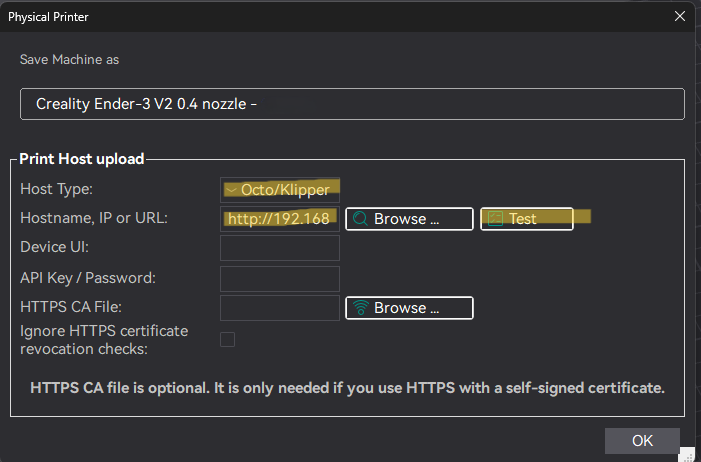 Physical Printer
Save Machine as
Creality Ender-3 V2 0.4 nozzle -
Print Host upload
Host Type: Octo/Klipper
Hostname, IP or URL: http://192.168 Browse ... Test
Device UI:
API Key / Password:
HTTPS CA File: Browse ...
Ignore HTTPS certificate
revocation checks:
HTTPS CA file is optional. It is only needed if you use HTTPS with a self-signed certificate.
OK